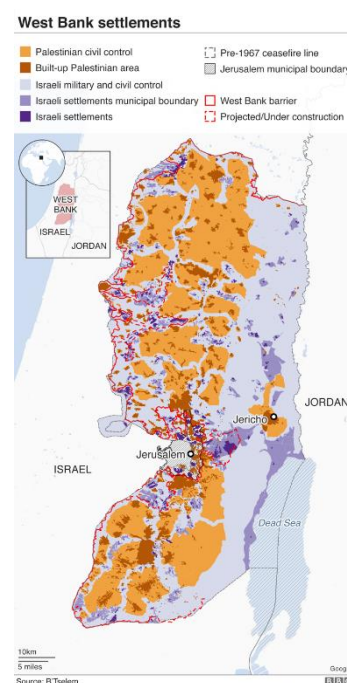 West Bank settlements
Palestinian civil control
Built-up Palestinian area
Israeli military and civil control
Israeli settlements municipal boundary
Israeli settlements
Pre-1967 ceasefire line
Jerusalem municipal boundary
West Bank barrier
Projected/Under construction
WEST
BANK
ISRAEL
JORDAN
JORDAN
Jericho
Jerusalem
ISRAEL
Dead Sea
10km
5 miles
Goog
Source: B'Tselem
BB